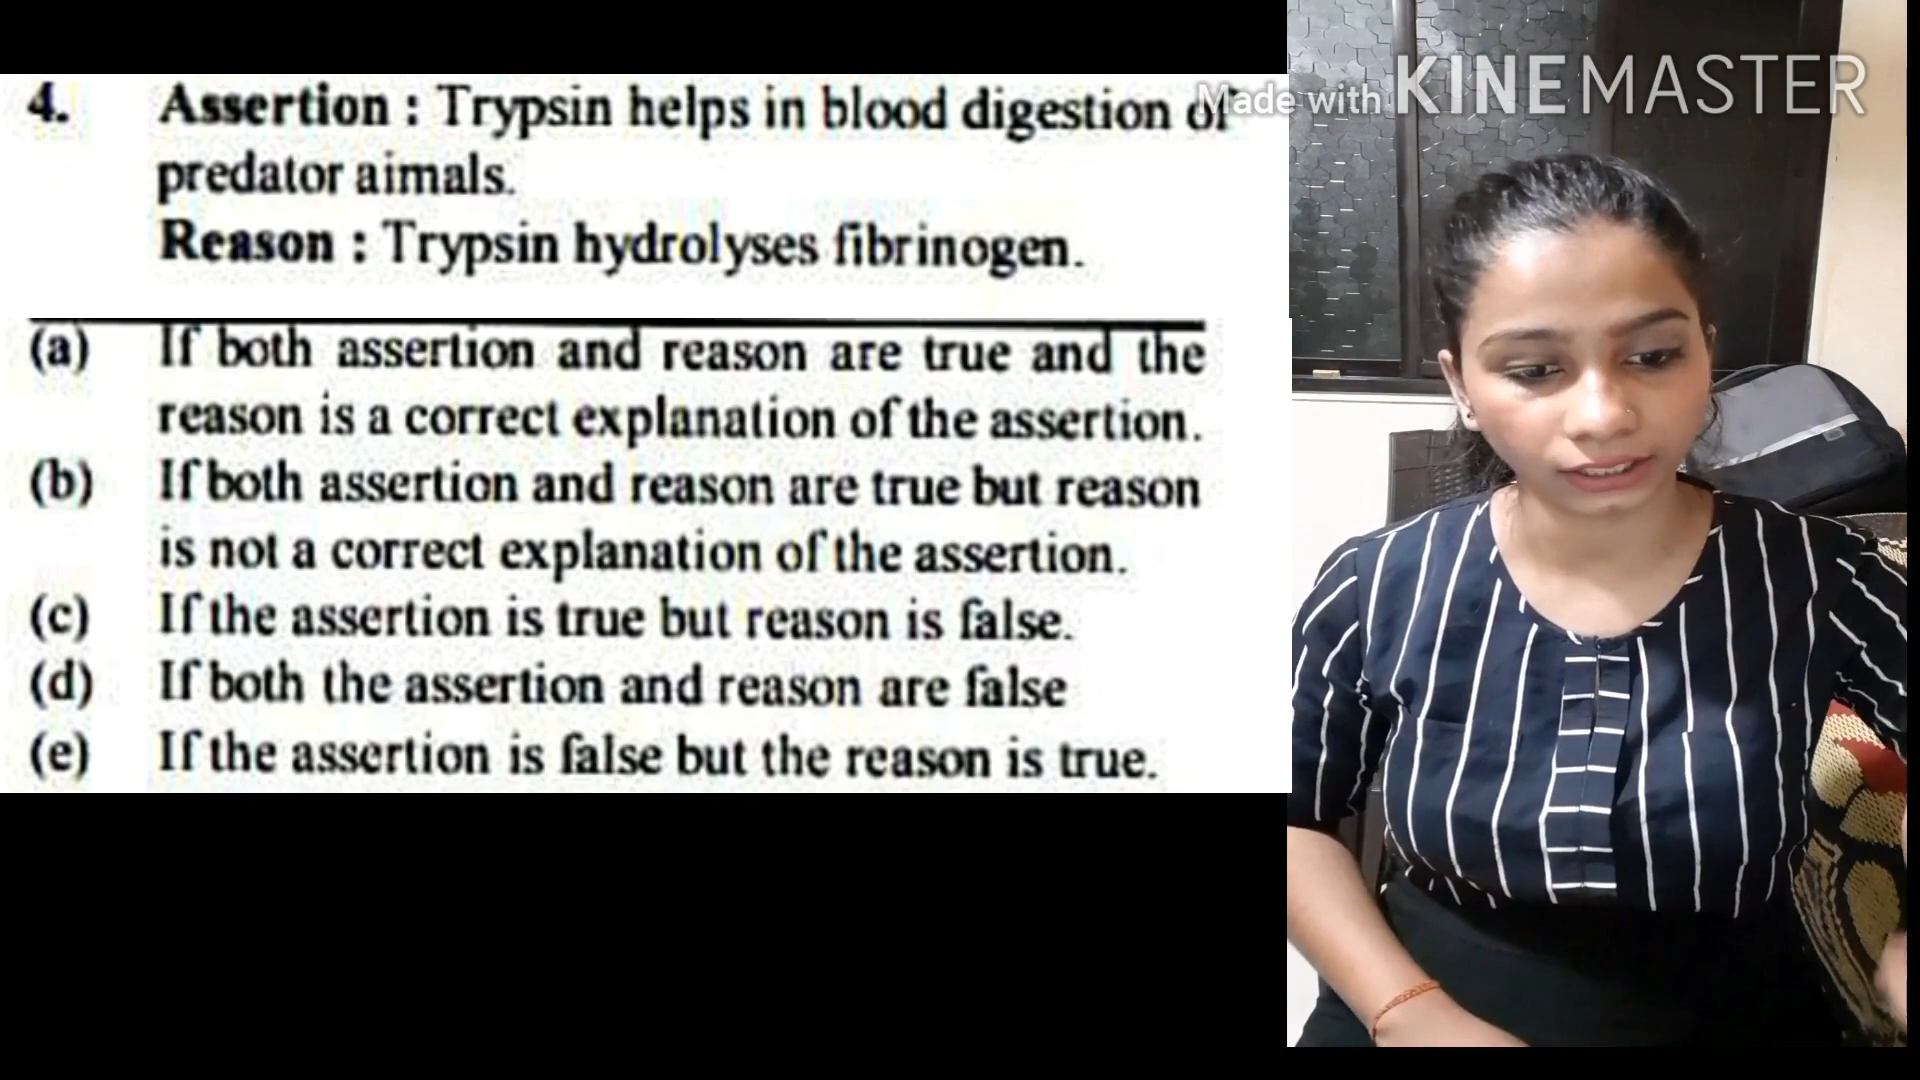 Made with KINEMASTER
4. Assertion : Trypsin helps in blood digestion of
predator aimals.
Reason : Trypsin hydrolyses fibrinogen.
(a) If both assertion and reason are true and the
reason is a correct explanation of the assertion.
(b) If both assertion and reason are true but reason
is not a correct explanation of the assertion.
(c) If the assertion is true but reason is false.
(d) If both the assertion and reason are false
(e) If the assertion is false but the reason is true.